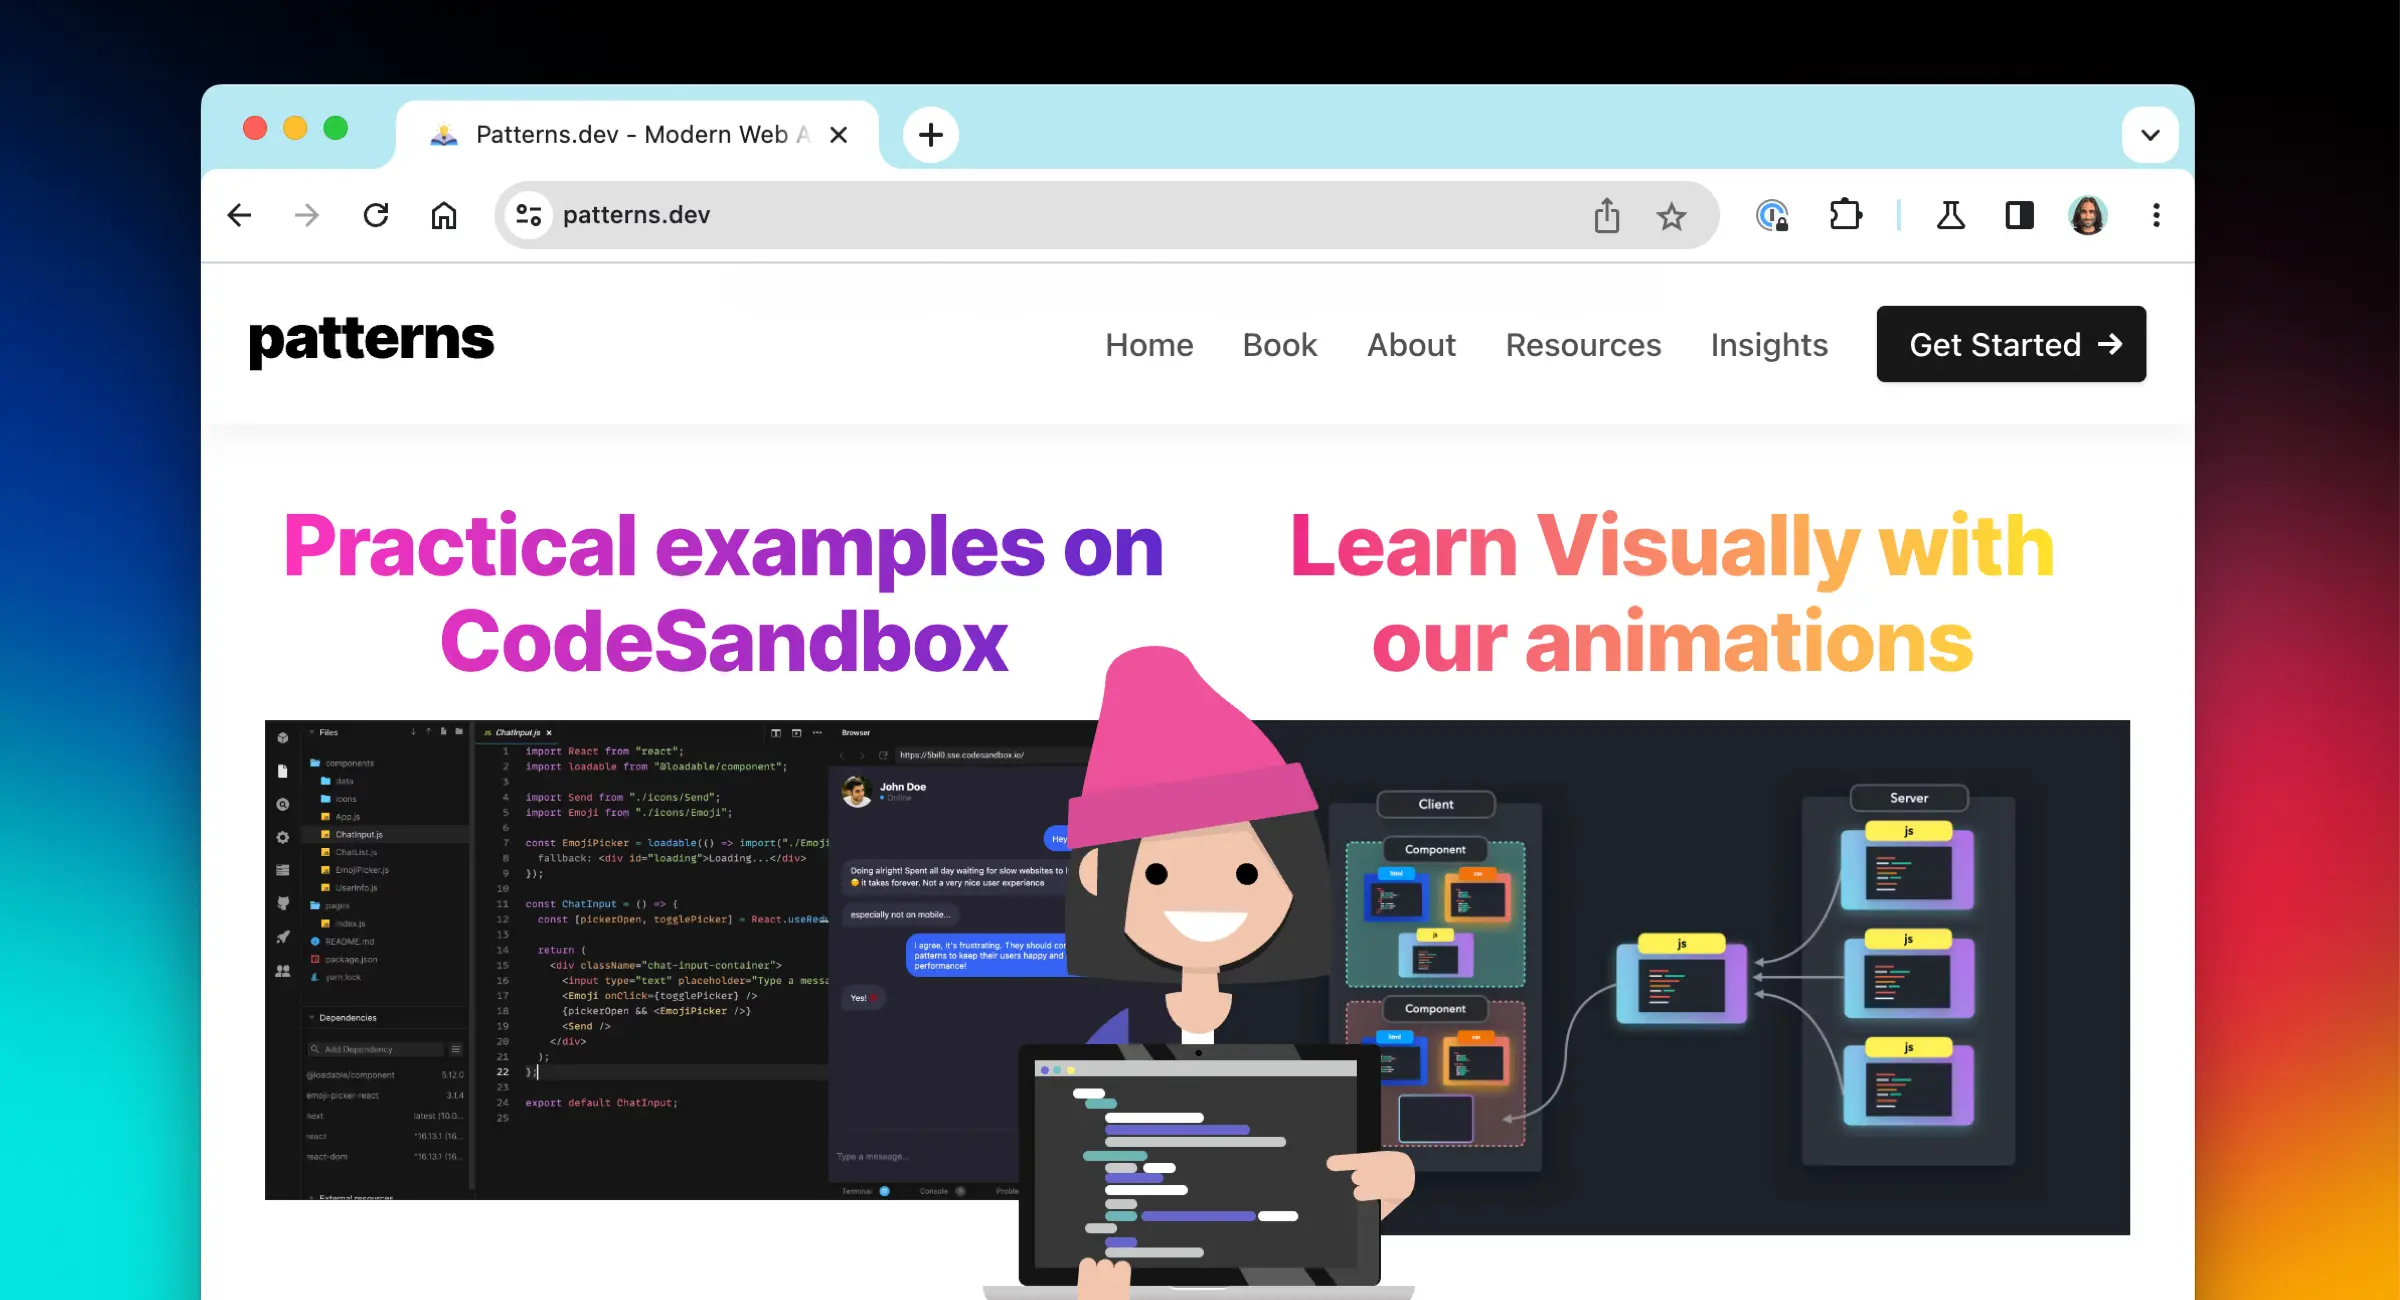 Patterns.dev - Modern Web A
patterns.dev
patterns
Home
Book
About
Resources
Insights
Get Started →
Practical examples on
CodeSandbox
Learn Visually with
our animations
Files
components
data
icons
App.js
ChatInput.js
ChatList.js
EmojiPicker.js
UserInfo.js
pages
index.js
README.md
package.json
yarn.lock
Dependencies
Add Dependency
@loadable/component 5.12.0
emoji-picker-react 3.1.4
next latest (10.0...
react ^16.13.1 (16...
react-dom ^16.13.1 (16...
External resources
JS ChatInput.js
1 import React from "react";
2 import loadable from "@loadable/component";
3
4 import Send from "./icons/Send";
5 import Emoji from "./icons/Emoji";
6
7 const EmojiPicker = loadable(() => import("./Emoji
8 fallback: <div id="loading">Loading...</div>
9 });
10
11 const ChatInput = () => {
12 const [pickerOpen, togglePicker] = React.useRedu
13
14 return (
15 <div className="chat-input-container">
16 <input type="text" placeholder="Type a messa
17 <Emoji onClick={togglePicker} />
18 {pickerOpen && <EmojiPicker />}
19 <Send />
20 </div>
21 );
22 };
23
24 export default ChatInput;
25
Browser
https://5bil0.sse.codesandbox.io/
John Doe
Online
Hey
Doing alright! Spent all day waiting for slow websites to l
it takes forever. Not a very nice user experience
especially not on mobile...
I agree, it's frustrating. They should con
patterns to keep their users happy and
performance!
Yes!
Type a message...
Terminal
Console
Proble
Client
Component
html
css
js
Component
html
css
js
Server
js
js
js